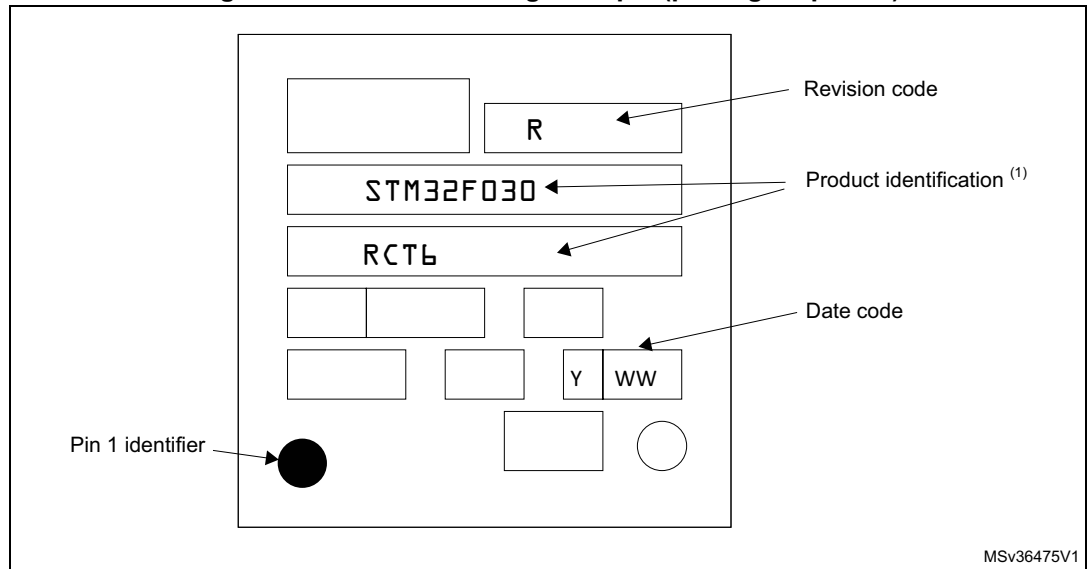 Revision code
R
STM32F030
Product identification (1)
RCT6
Date code
Y WW
Pin 1 identifier
MSv36475V1